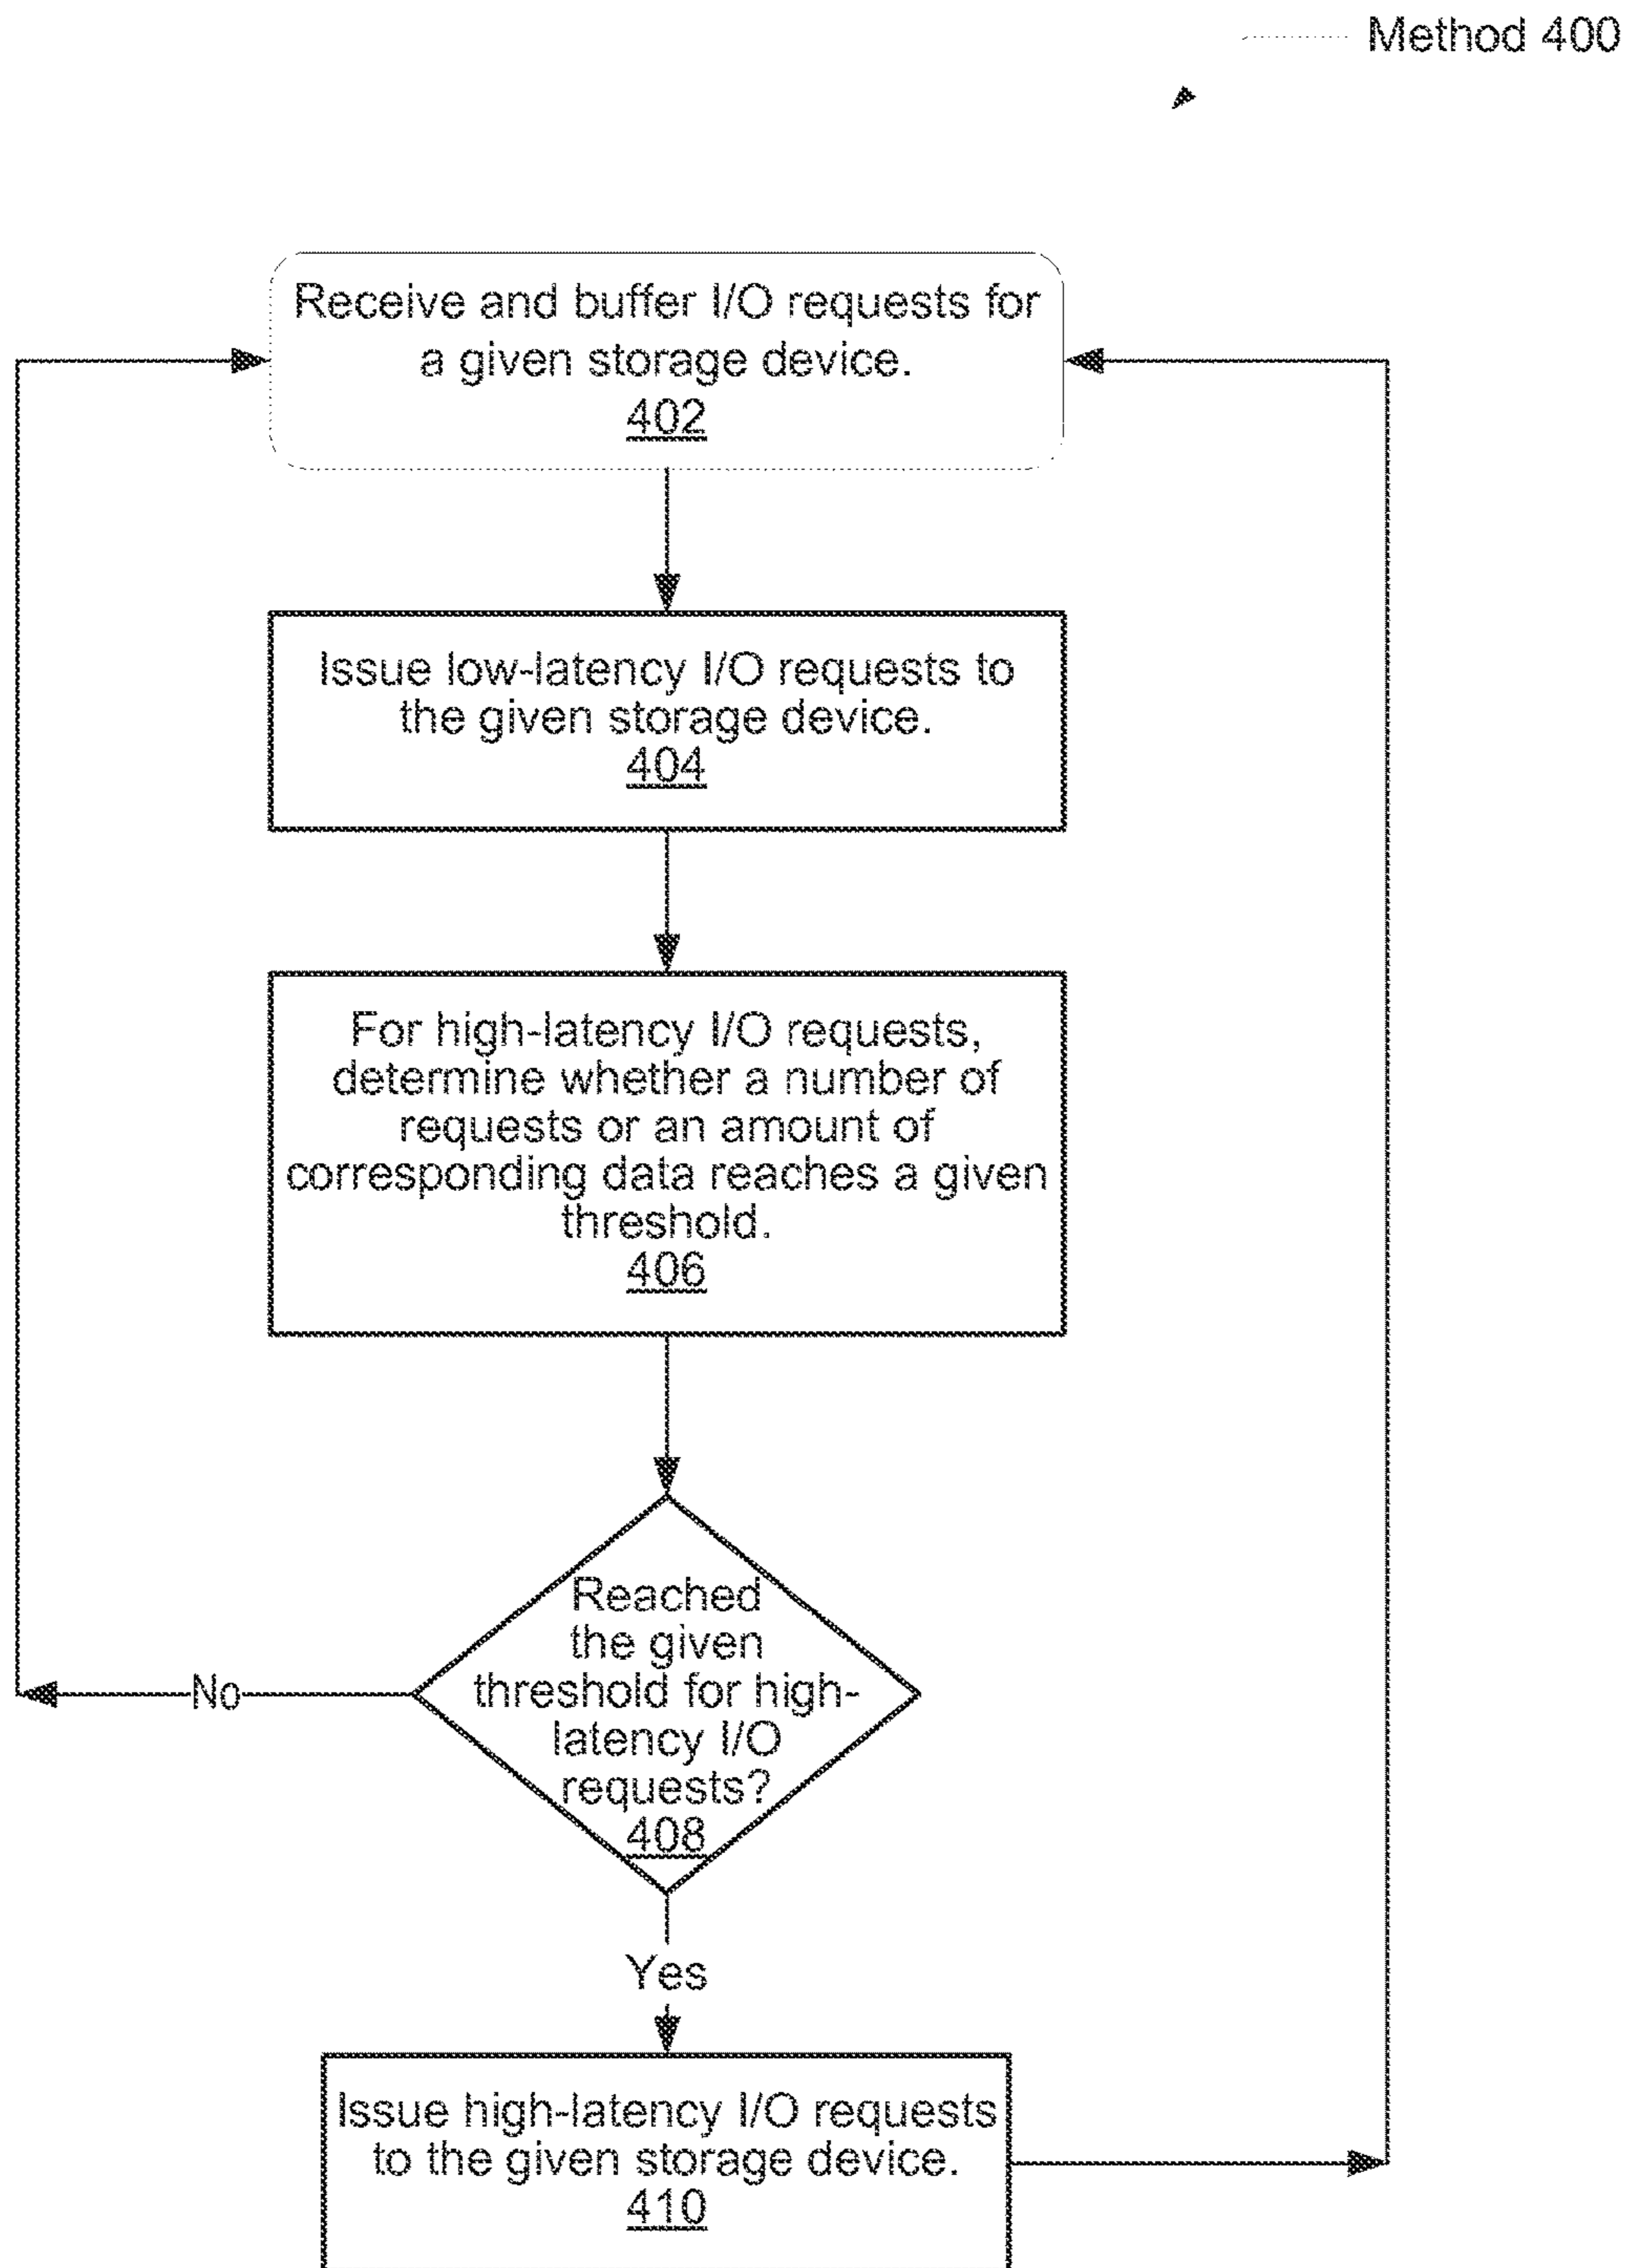 Method 400
Receive and buffer I/O requests for
a given storage device.
402
Issue low-latency I/O requests to
the given storage device.
404
For high-latency I/O requests,
determine whether a number of
requests or an amount of
corresponding data reaches a given
threshold.
406
Reached
the given
threshold for high-
latency I/O
requests?
408
No
Yes
Issue high-latency I/O requests
to the given storage device.
410